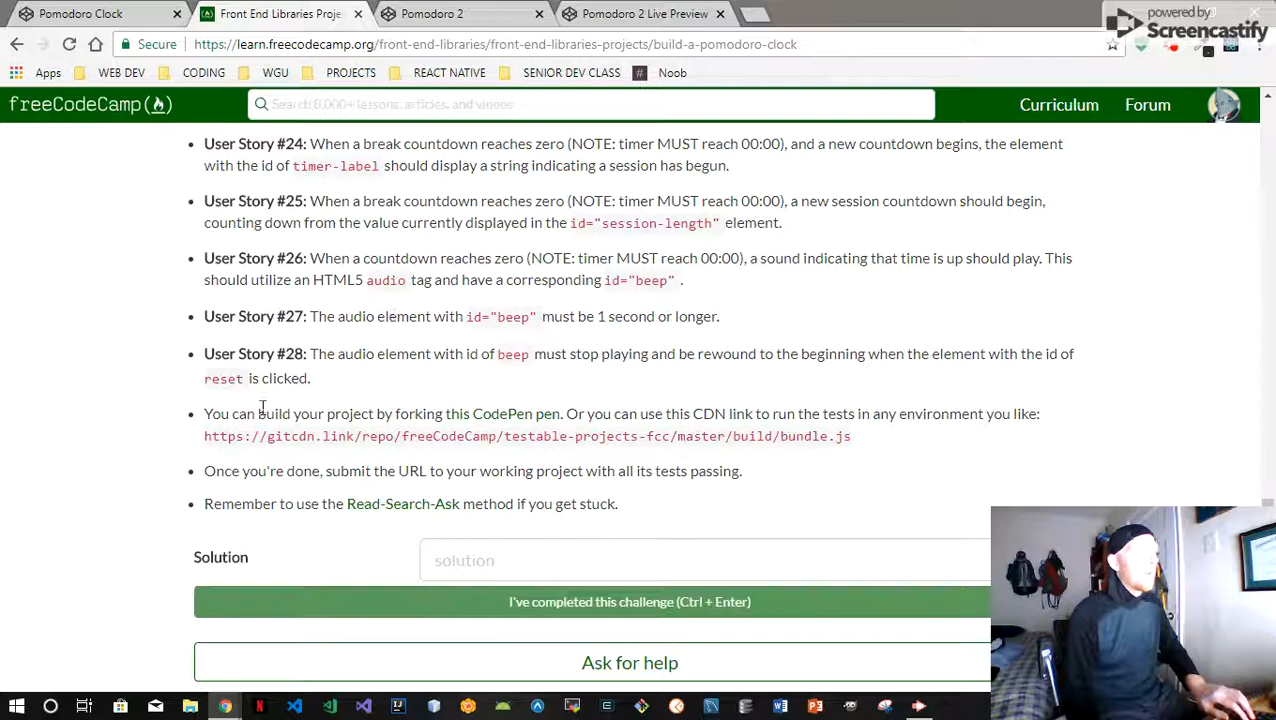 Pomodoro Clock
Front End Libraries Proje
Pomodoro 2
Pomodoro 2 Live Preview
powered by
Screencastify
Secure
https://learn.freecodecamp.org/front-end-libraries/front-end-libraries-projects/build-a-pomodoro-clock
Apps
WEB DEV
CODING
WGU
PROJECTS
REACT NATIVE
SENIOR DEV CLASS
# Noob
freeCodeCamp
Search 8,000+ lessons, articles, and videos
Curriculum
Forum
User Story #24: When a break countdown reaches zero (NOTE: timer MUST reach 00:00), and a new countdown begins, the element
with the id of timer-label should display a string indicating a session has begun.
User Story #25: When a break countdown reaches zero (NOTE: timer MUST reach 00:00), a new session countdown should begin,
counting down from the value currently displayed in the id="session-length" element.
User Story #26: When a countdown reaches zero (NOTE: timer MUST reach 00:00), a sound indicating that time is up should play. This
should utilize an HTML5 audio tag and have a corresponding id="beep" .
User Story #27: The audio element with id="beep" must be 1 second or longer.
User Story #28: The audio element with id of beep must stop playing and be rewound to the beginning when the element with the id of
reset is clicked.
You can build your project by forking this CodePen pen. Or you can use this CDN link to run the tests in any environment you like:
https://gitcdn.link/repo/freeCodeCamp/testable-projects-fcc/master/build/bundle.js
Once you're done, submit the URL to your working project with all its tests passing.
Remember to use the Read-Search-Ask method if you get stuck.
Solution
solution
I've completed this challenge (Ctrl + Enter)
Ask for help